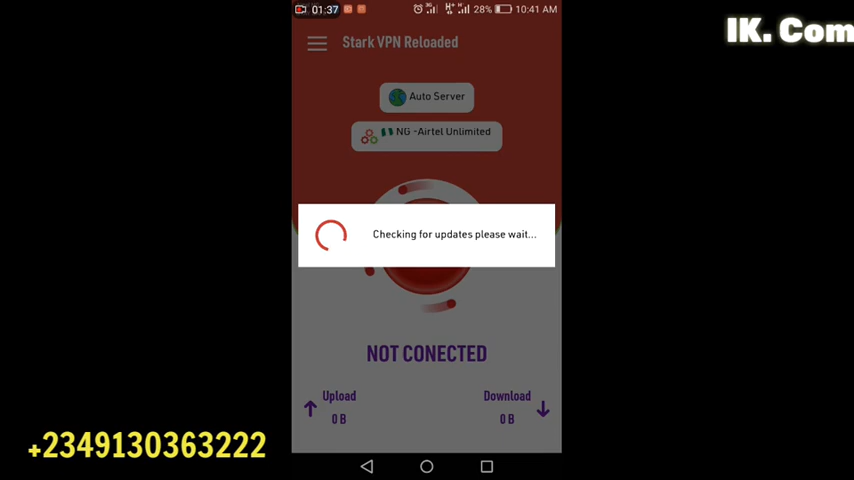 01:37
3G H+ H 28% 10:41 AM
IK. Com
Stark VPN Reloaded
Auto Server
NG -Airtel Unlimited
Checking for updates please wait...
NOT CONECTED
Upload
Download
0 B
0 B
+2349130363222